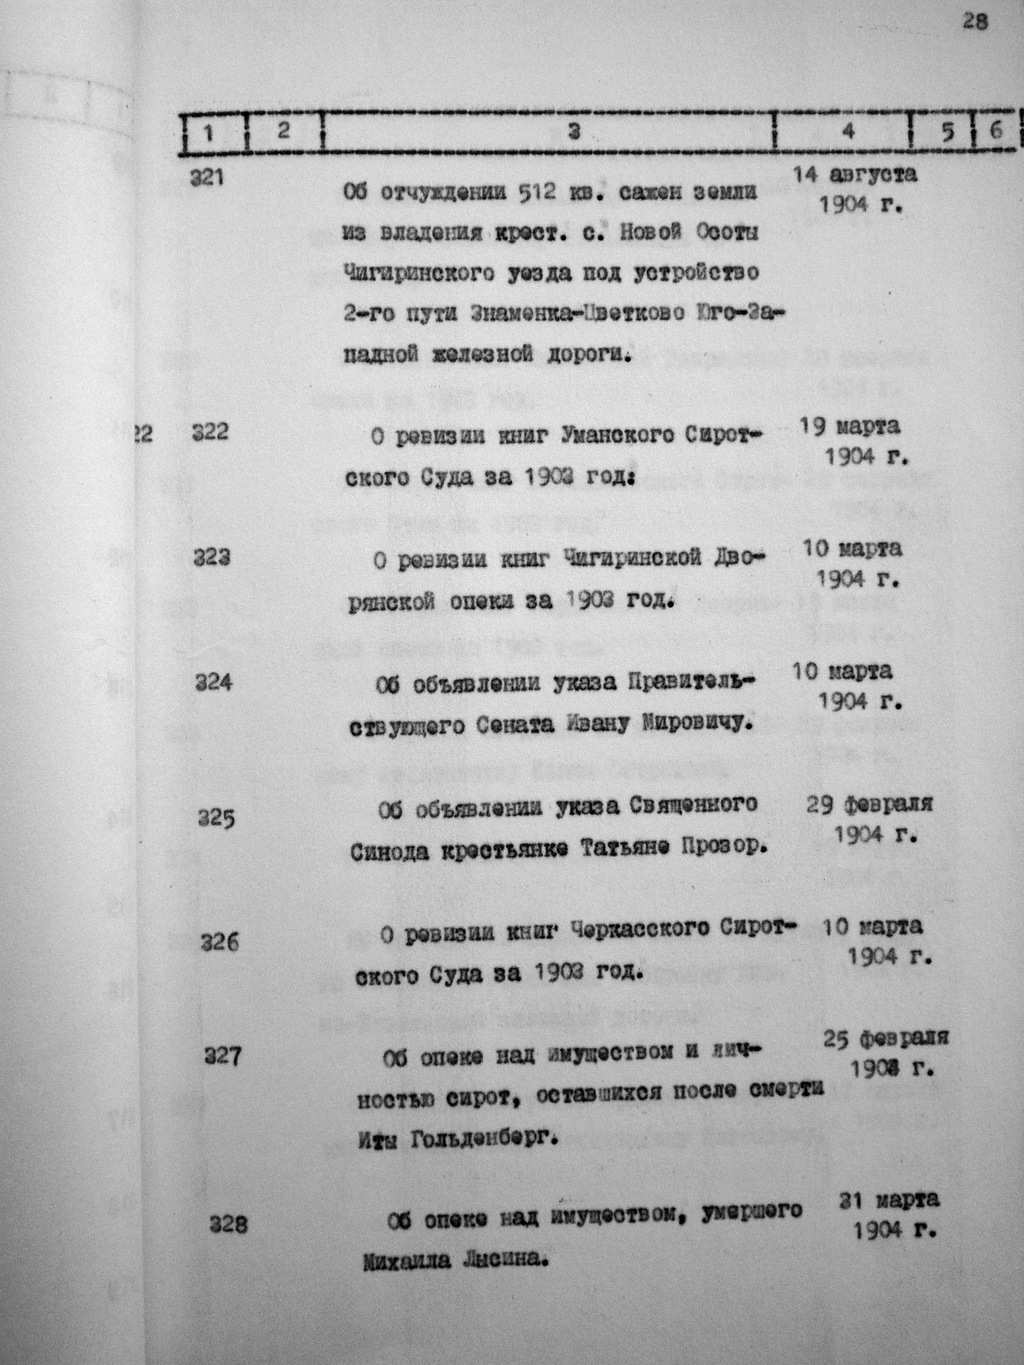 28
1 2 3 4 5 6
321 Об отчуждении 512 кв. сажен земли 14 августа
из владения крест. с. Новой Осоты 1904 г.
Чигиринского уезда под устройство
2-го пути Знаменка-Цветково Юго-За-
падной железной дороги.
22 322 О ревизии книг Уманского Сирот- 19 марта
ского Суда за 1903 год: 1904 г.
323 О ревизии книг Чигиринской Дво- 10 марта
рянской опеки за 1903 год. 1904 г.
324 Об объявлении указа Правитель- 10 марта
ствующего Сената Ивану Мировичу. 1904 г.
325 Об объявлении указа Священного 29 февраля
Синода крестьянке Татьяне Прозор. 1904 г.
326 О ревизии книг Черкасского Сирот- 10 марта
ского Суда за 1903 год. 1904 г.
327 Об опеке над имуществом и лич- 25 февраля
ностью сирот, оставшихся после смерти 1904 г.
Иты Гольденберг.
328 Об опеке над имуществом, умершего 31 марта
Михаила Лысина. 1904 г.